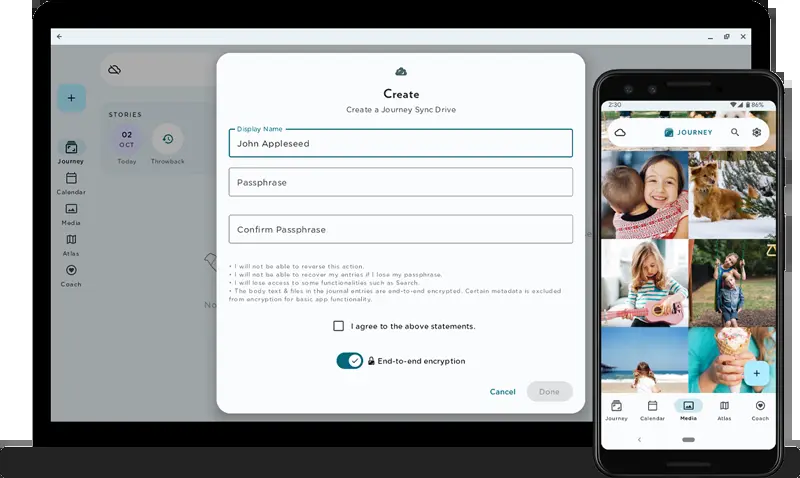 Create
Create a Journey Sync Drive
Display Name
John Appleseed
Passphrase
Confirm Passphrase
• I will not be able to reverse this action.
• I will not be able to recover my entries if I lose my passphrase.
• I will lose access to some functionalities such as Search.
• The body text & files in the journal entries are end-to-end encrypted. Certain metadata is excluded
from encryption for basic app functionality.
I agree to the above statements.
End-to-end encryption
Cancel
Done
STORIES
02
OCT
Today
Throwback
Journey
Calendar
Media
Atlas
Coach
No
2:30
86%
JOURNEY
Journey
Calendar
Media
Atlas
Coach